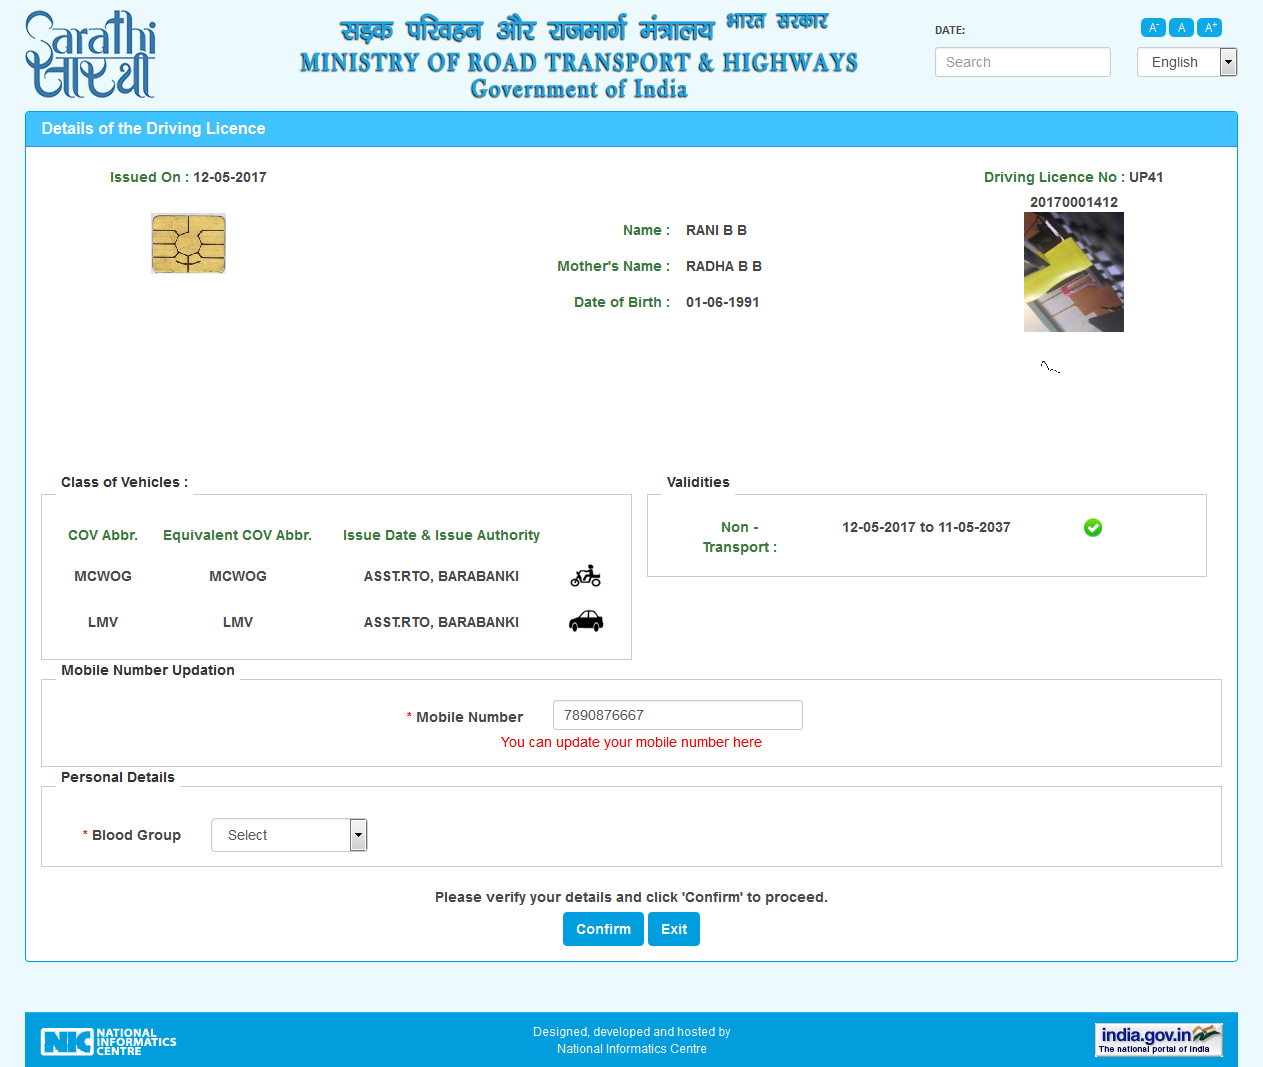 Sarathi
सारथी
सड़क परिवहन और राजमार्ग मंत्रालय भारत सरकार
MINISTRY OF ROAD TRANSPORT & HIGHWAYS
Government of India
DATE:
A- A A+
Search
English
Details of the Driving Licence
Issued On : 12-05-2017
Driving Licence No : UP41
20170001412
Name : RANI B B
Mother's Name : RADHA B B
Date of Birth : 01-06-1991
Class of Vehicles :
COV Abbr. Equivalent COV Abbr. Issue Date & Issue Authority
MCWOG MCWOG ASST.RTO, BARABANKI
LMV LMV ASST.RTO, BARABANKI
Validities
Non - 12-05-2017 to 11-05-2037
Transport :
Mobile Number Updation
* Mobile Number 7890876667
You can update your mobile number here
Personal Details
* Blood Group Select
Please verify your details and click 'Confirm' to proceed.
Confirm Exit
NIC NATIONAL
INFORMATICS
CENTRE
Designed, developed and hosted by
National Informatics Centre
india.gov.in
The national portal of India